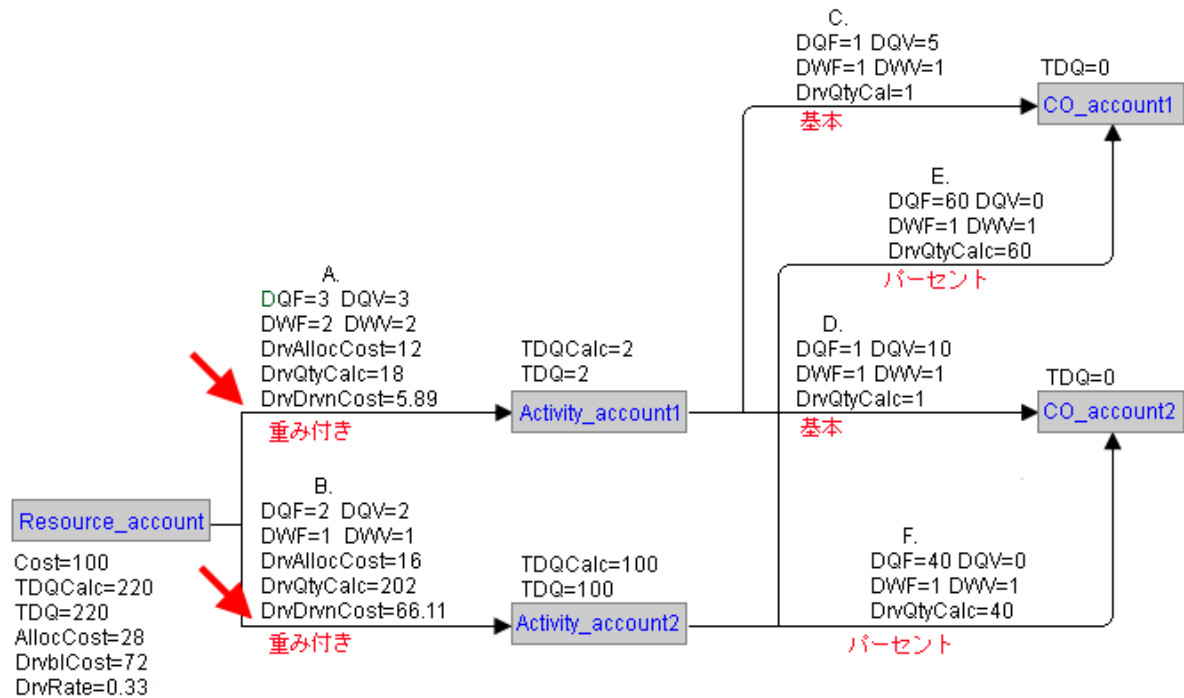 C.
DQF=1 DQV=5
DWF=1 DWV=1
DrvQtyCal=1
基本
TDQ=0
CO_account1
E.
DQF=60 DQV=0
DWF=1 DWV=1
DrvQtyCalc=60
パーセント
A.
DQF=3 DQV=3
DWF=2 DWV=2
DrvAllocCost=12
DrvQtyCalc=18
DrvDrvnCost=5.89
重み付き
TDQCalc=2
TDQ=2
Activity_account1
D.
DQF=1 DQV=10
DWF=1 DWV=1
DrvQtyCalc=1
基本
TDQ=0
CO_account2
Resource_account
Cost=100
TDQCalc=220
TDQ=220
AllocCost=28
DrvblCost=72
DrvRate=0.33
B.
DQF=2 DQV=2
DWF=1 DWV=1
DrvAllocCost=16
DrvQtyCalc=202
DrvDrvnCost=66.11
重み付き
TDQCalc=100
TDQ=100
Activity_account2
F.
DQF=40 DQV=0
DWF=1 DWV=1
DrvQtyCalc=40
パーセント